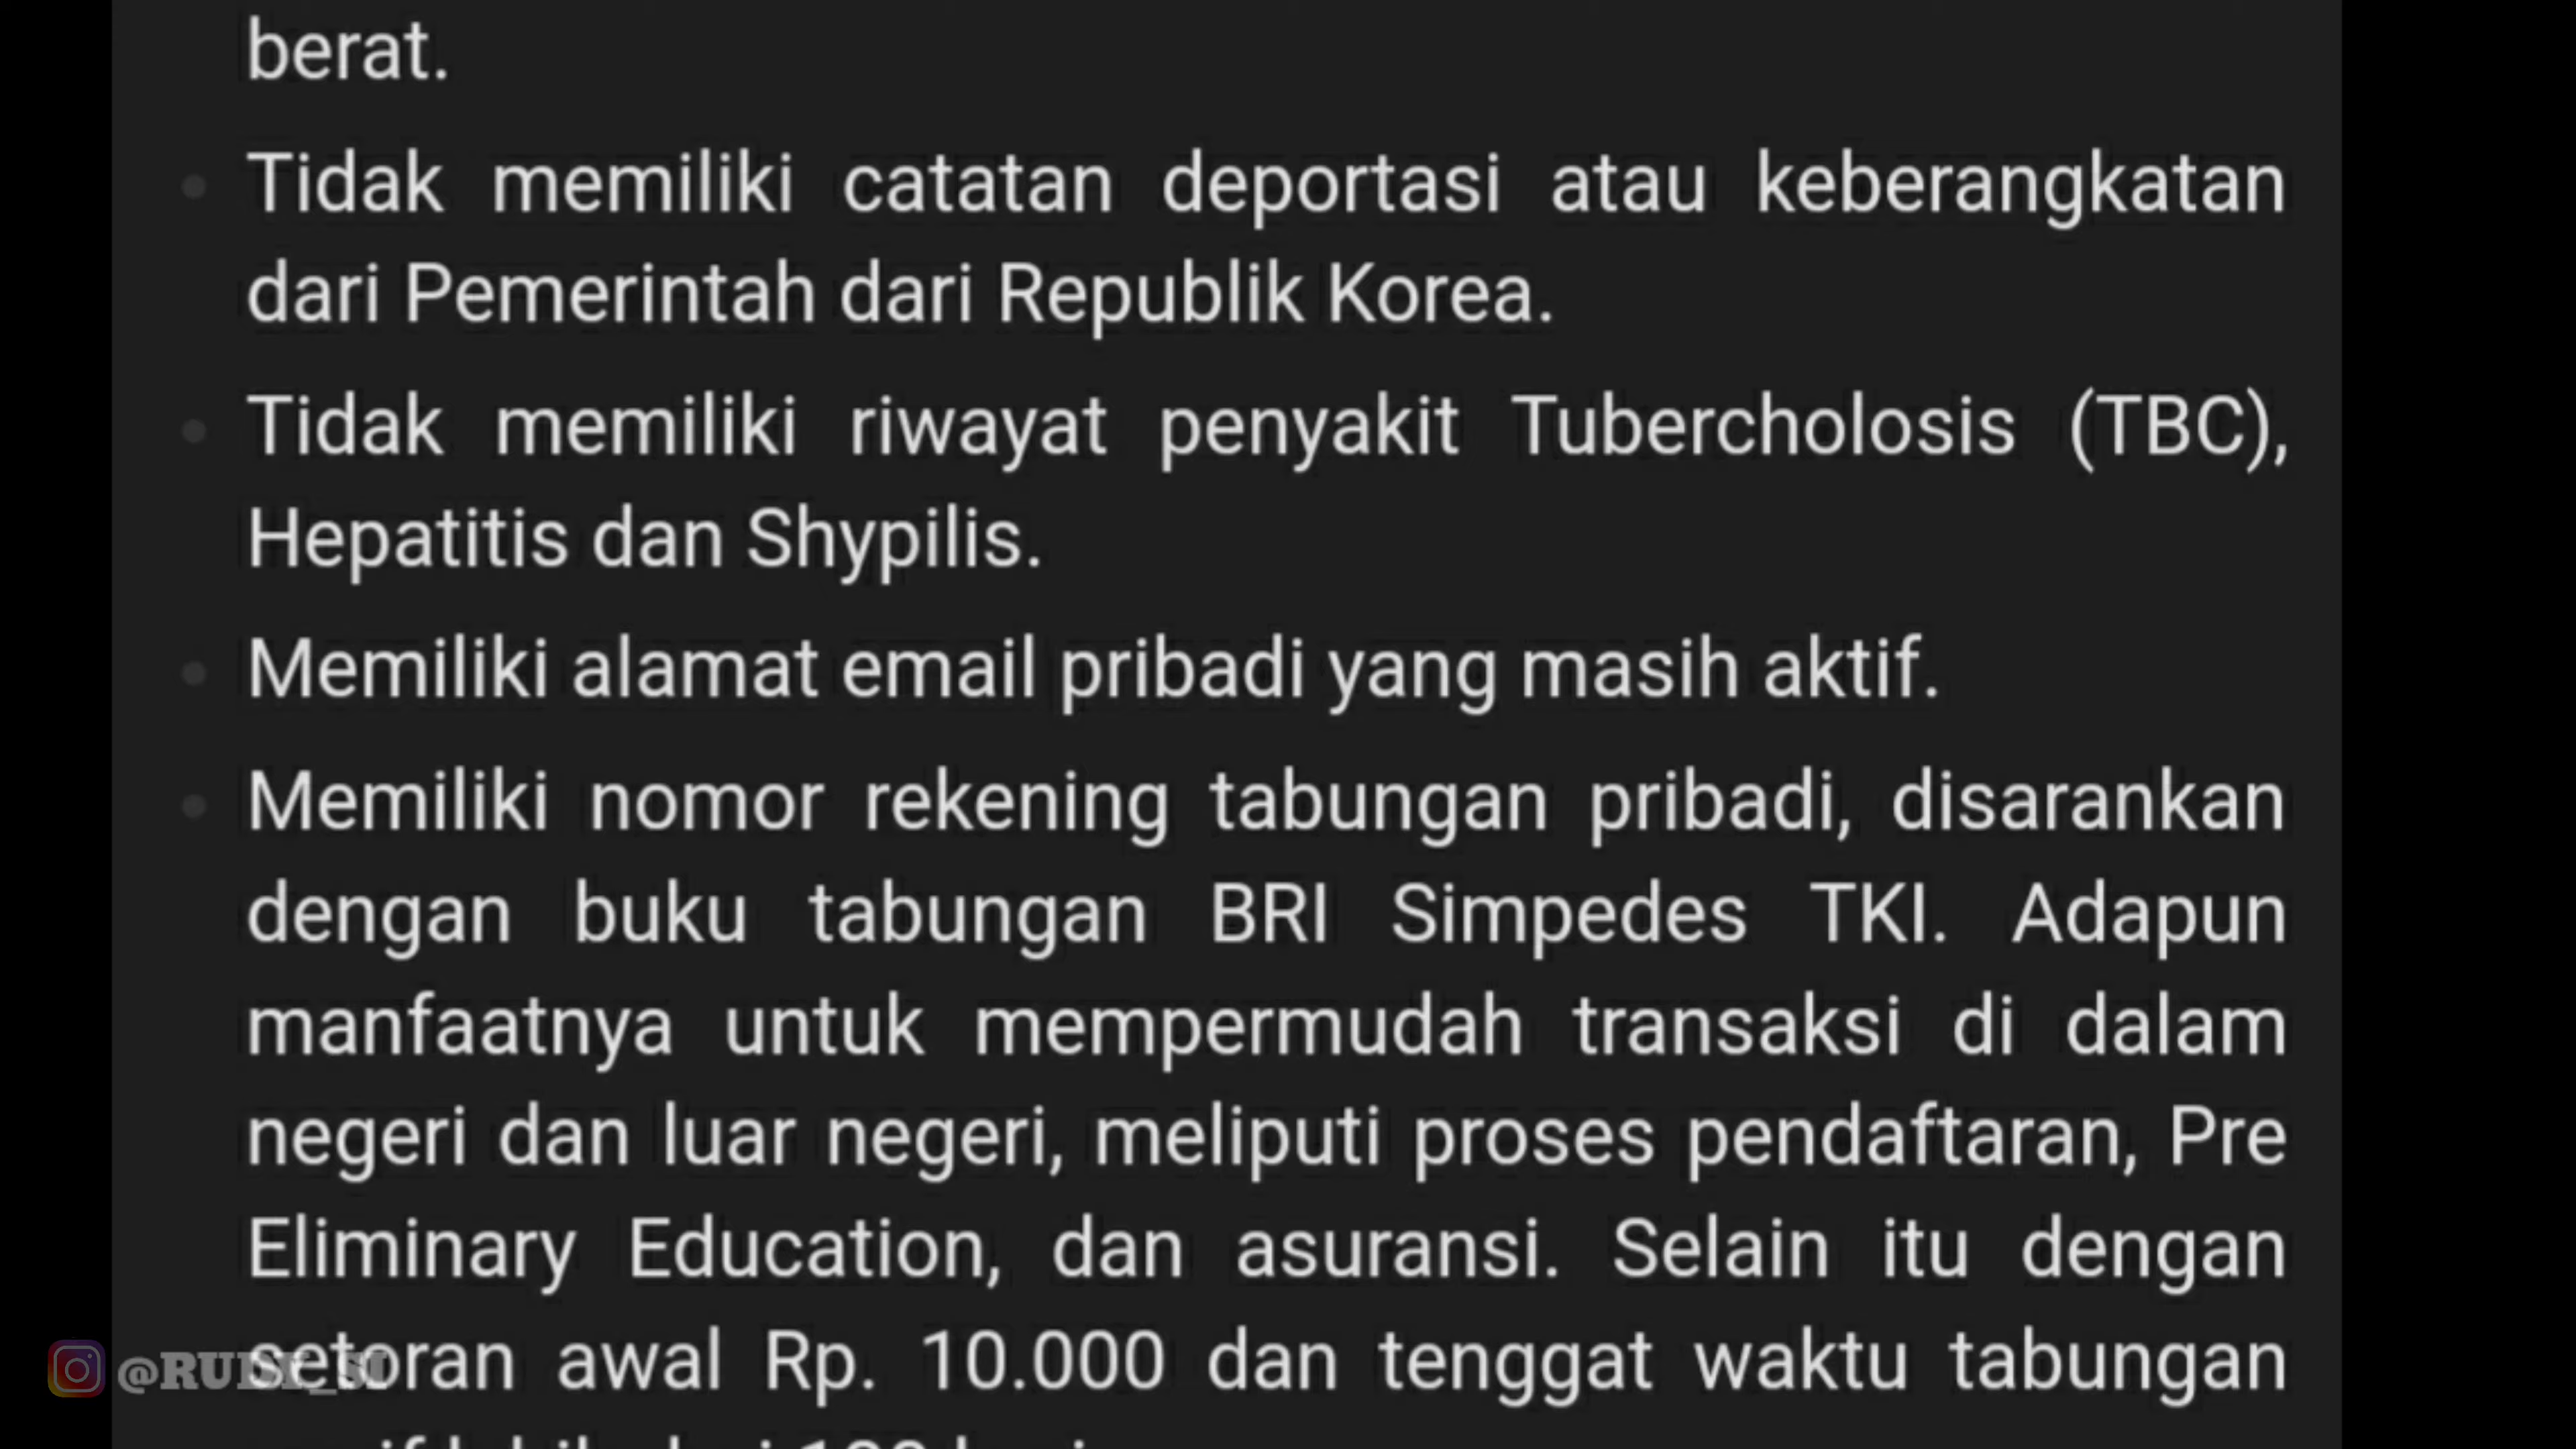 berat.
Tidak memiliki catatan deportasi atau keberangkatan
dari Pemerintah dari Republik Korea.
Tidak memiliki riwayat penyakit Tubercholosis (TBC),
Hepatitis dan Shypilis.
Memiliki alamat email pribadi yang masih aktif.
Memiliki nomor rekening tabungan pribadi, disarankan
dengan buku tabungan BRI Simpedes TKI. Adapun
manfaatnya untuk mempermudah transaksi di dalam
negeri dan luar negeri, meliputi proses pendaftaran, Pre
Eliminary Education, dan asuransi. Selain itu dengan
setoran awal Rp. 10.000 dan tenggat waktu tabungan